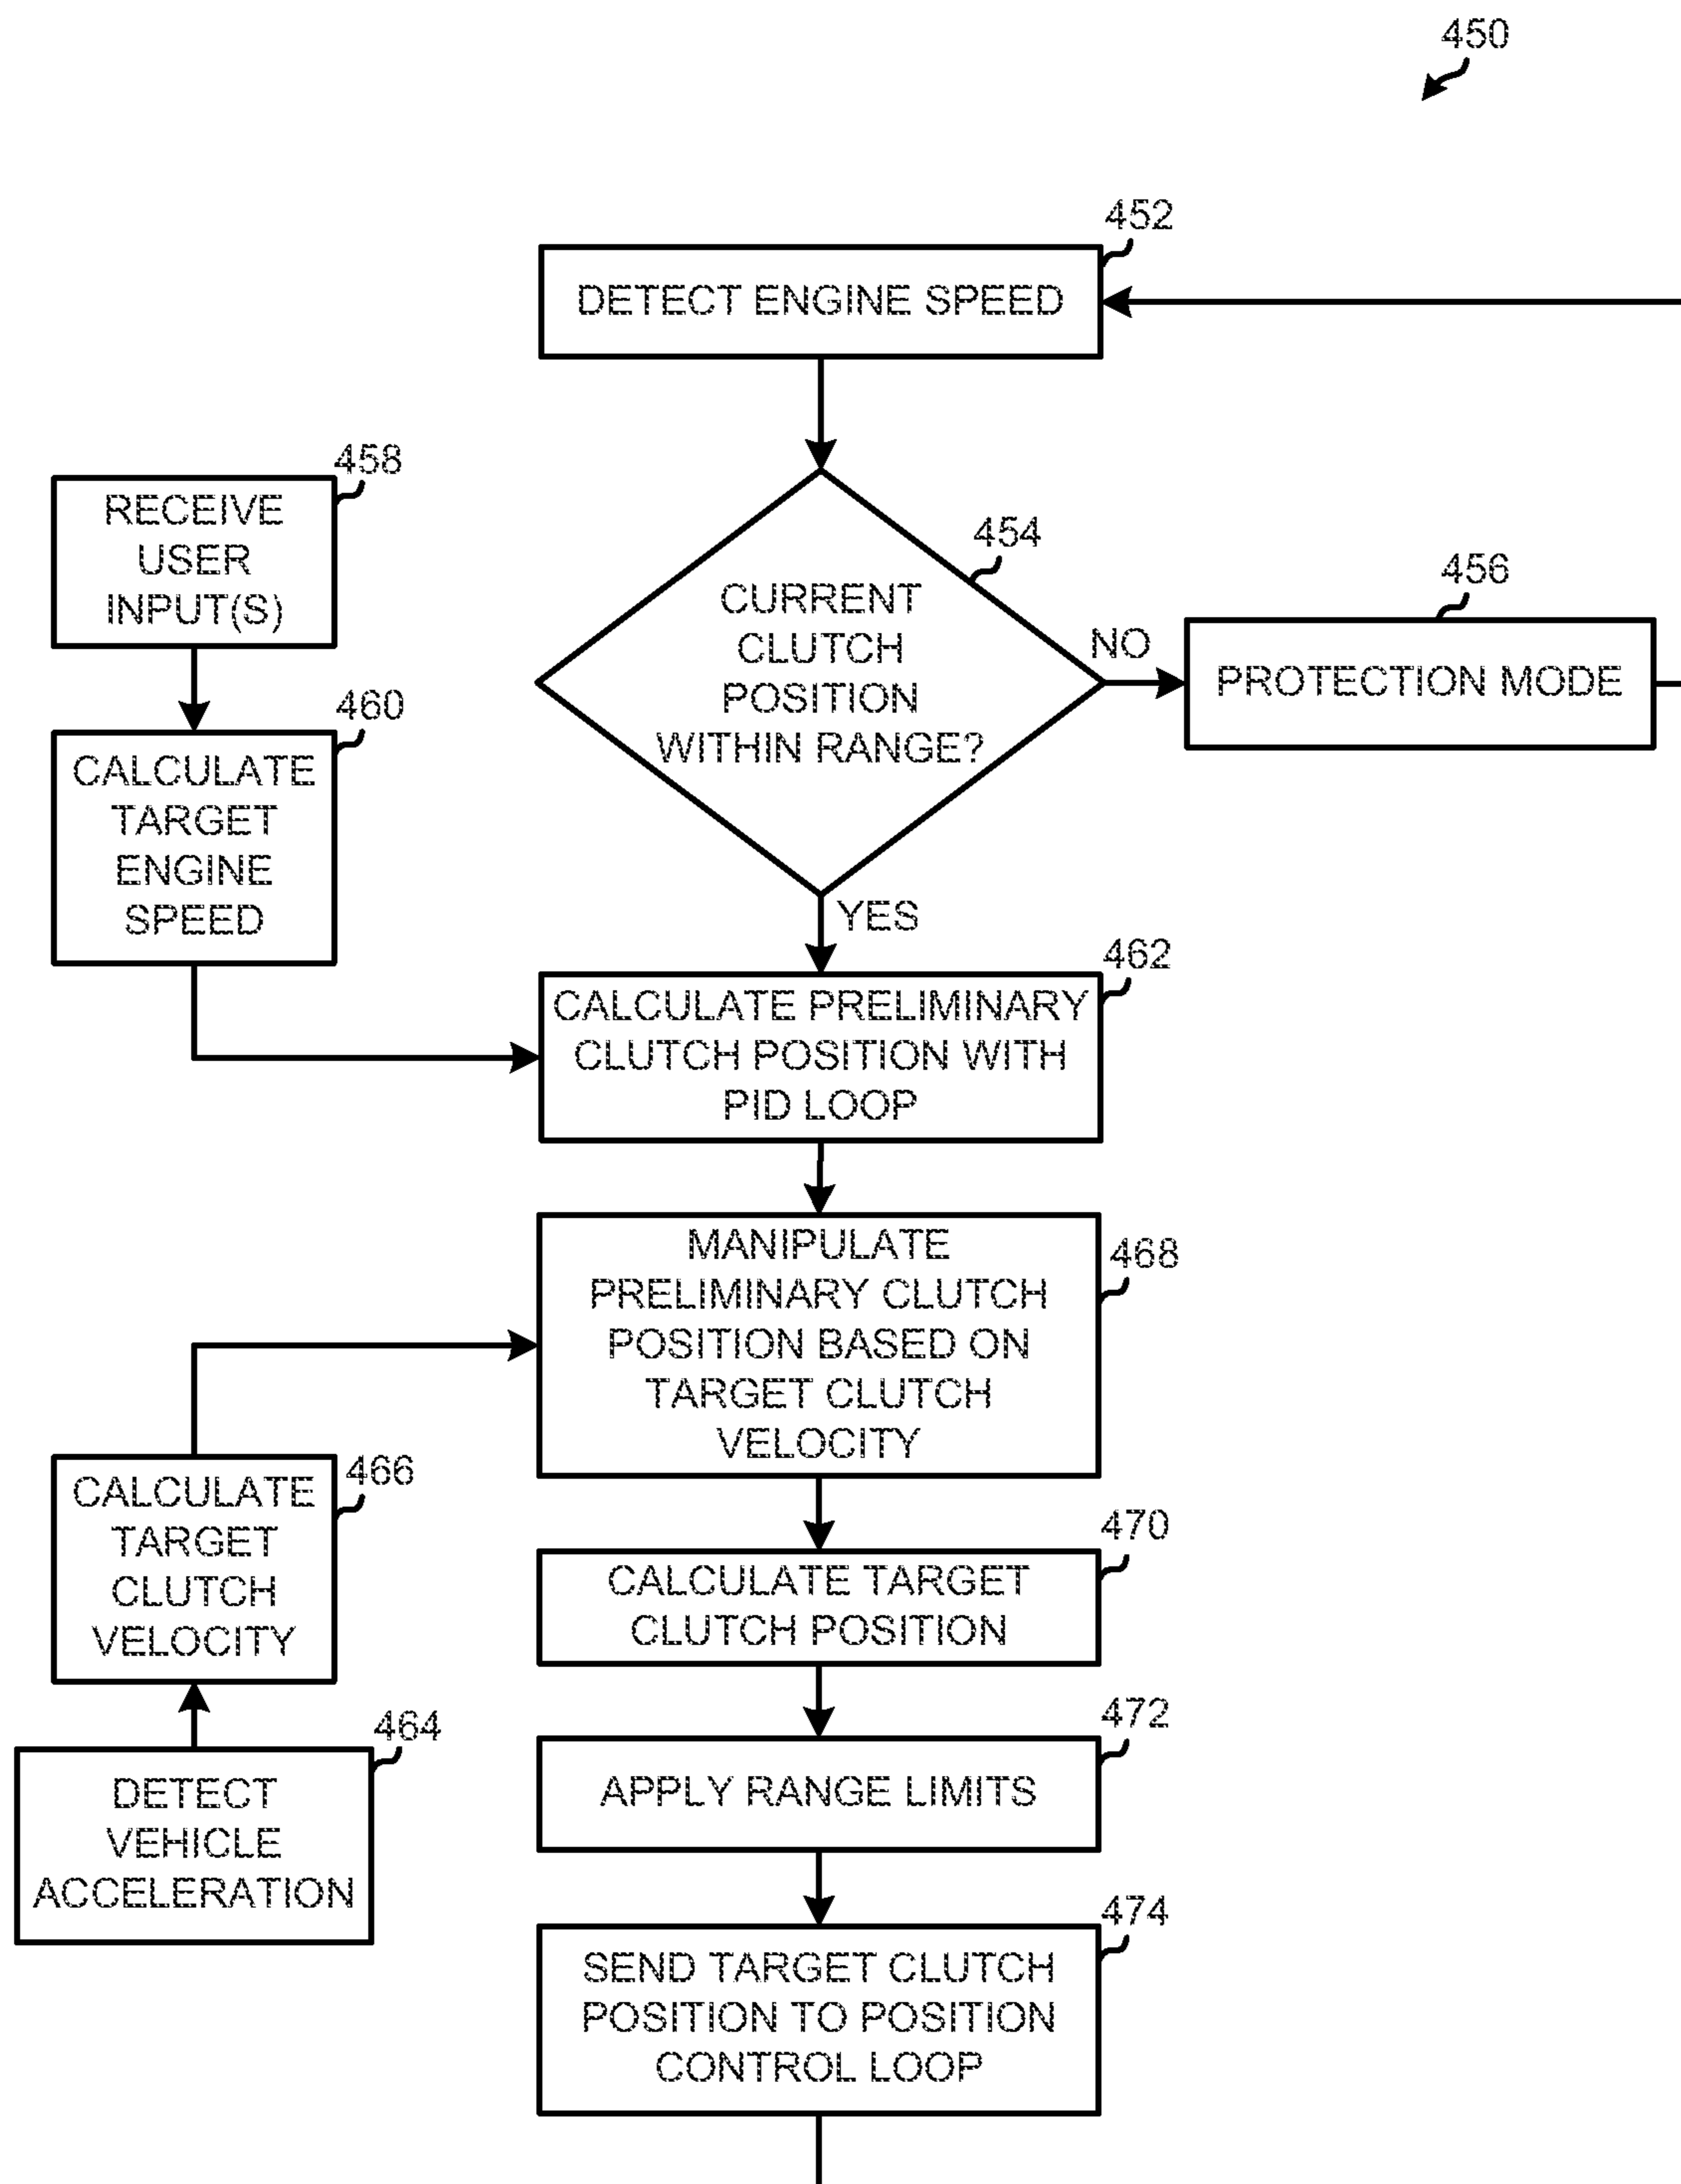 450
452
DETECT ENGINE SPEED
458
RECEIVE
USER
INPUT(S)
454
CURRENT
CLUTCH
POSITION
WITHIN RANGE?
NO
456
PROTECTION MODE
460
CALCULATE
TARGET
ENGINE
SPEED
YES
462
CALCULATE PRELIMINARY
CLUTCH POSITION WITH
PID LOOP
468
MANIPULATE
PRELIMINARY CLUTCH
POSITION BASED ON
TARGET CLUTCH
VELOCITY
466
CALCULATE
TARGET
CLUTCH
VELOCITY
470
CALCULATE TARGET
CLUTCH POSITION
464
DETECT
VEHICLE
ACCELERATION
472
APPLY RANGE LIMITS
474
SEND TARGET CLUTCH
POSITION TO POSITION
CONTROL LOOP